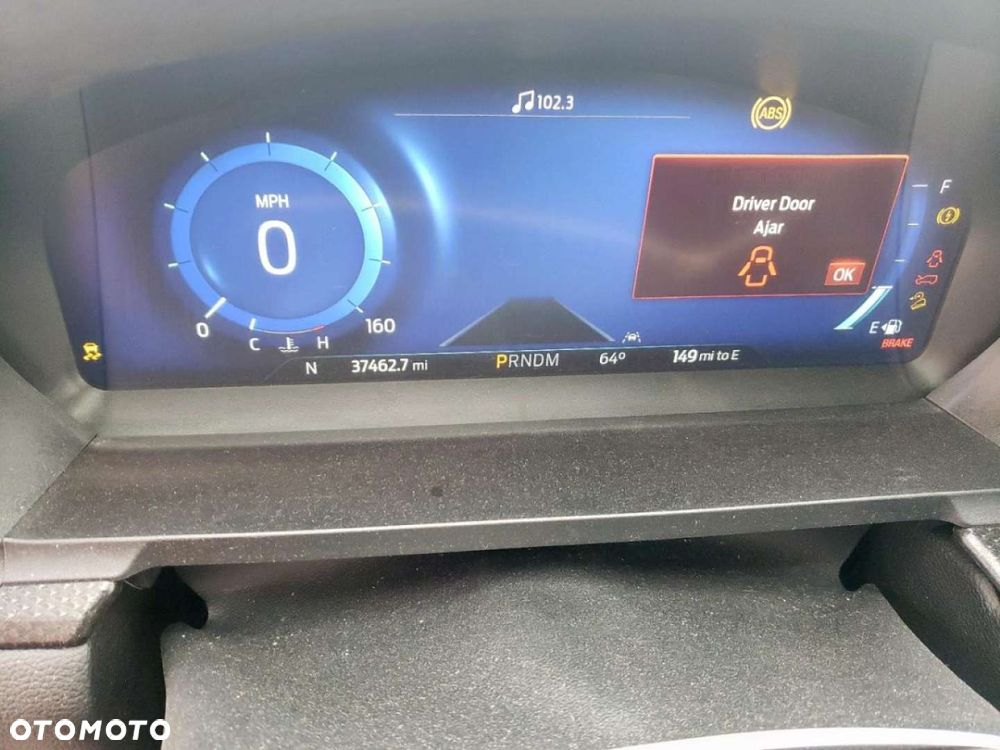 102.3
ABS
MPH
0
Driver Door
Ajar
OK
F
0
160
C
H
E
BRAKE
N
37462.7 mi
PRNDM
64°
149 mi to E
OTOMOTO